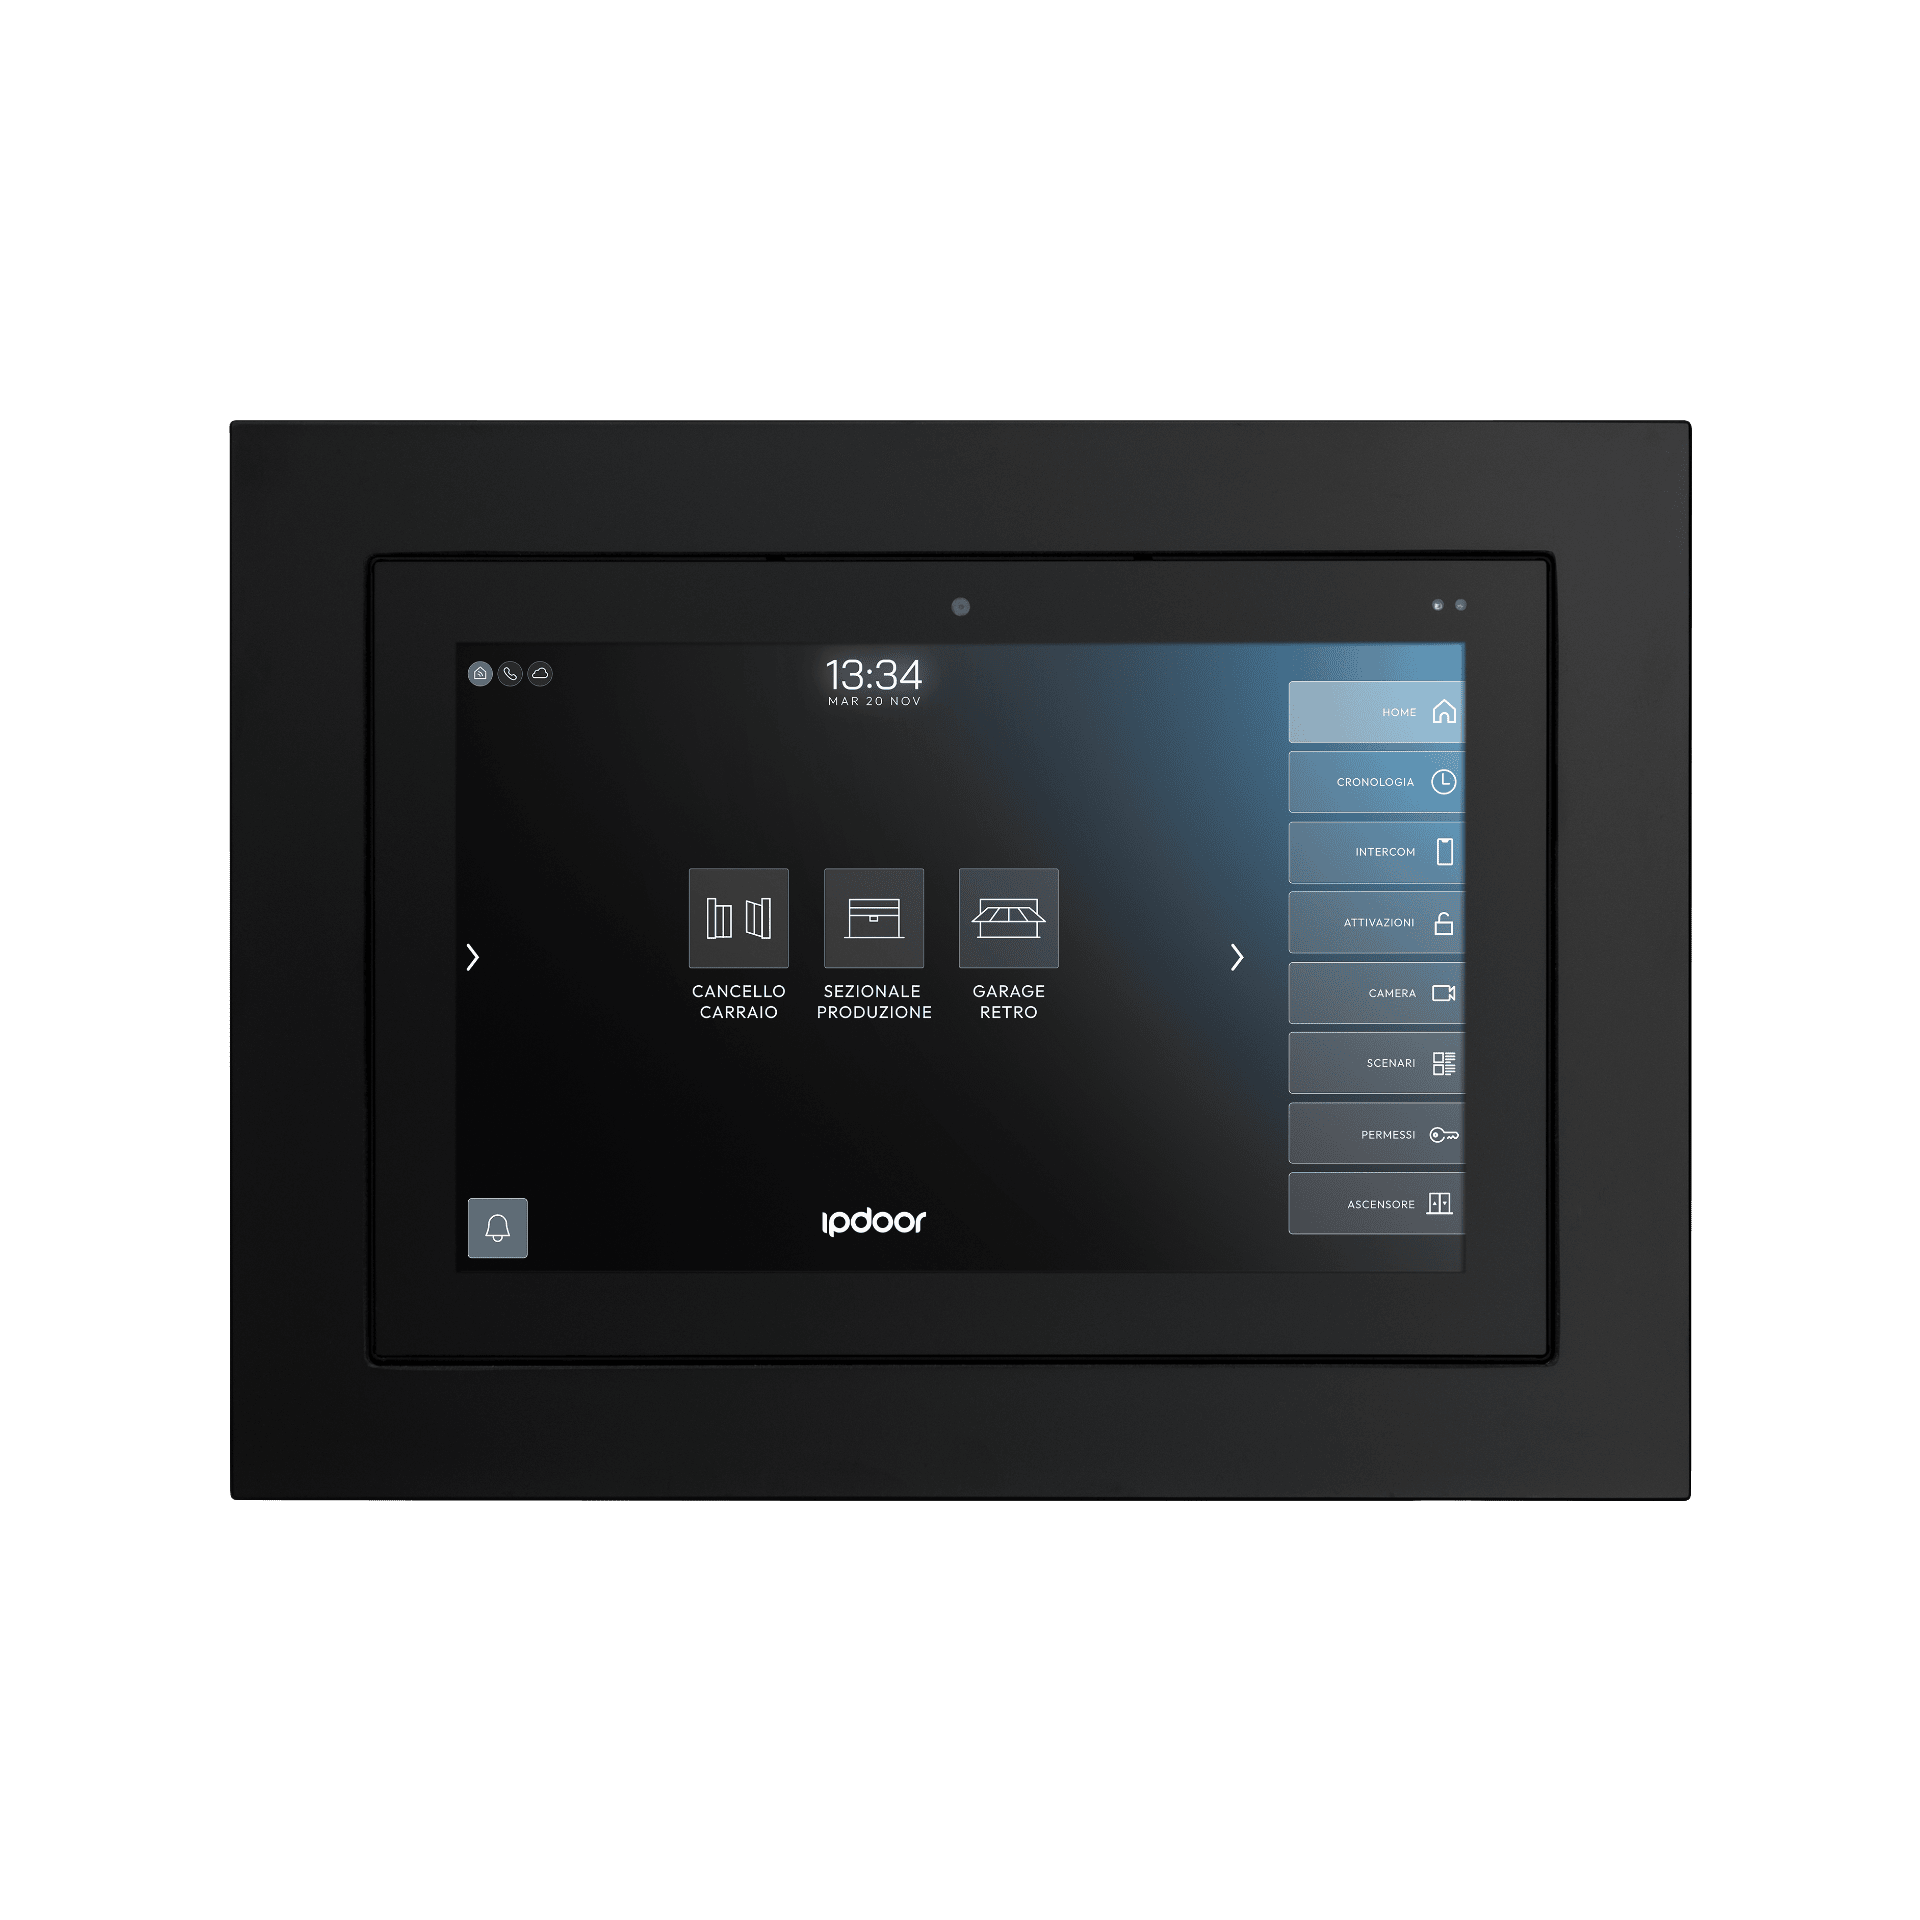 13:34
MAR 20 NOV
HOME
CRONOLOGIA
INTERCOM
ATTIVAZIONI
CAMERA
SCENARI
PERMESSI
ASCENSORE
CANCELLO
CARRAIO
SEZIONALE
PRODUZIONE
GARAGE
RETRO
ipdoor